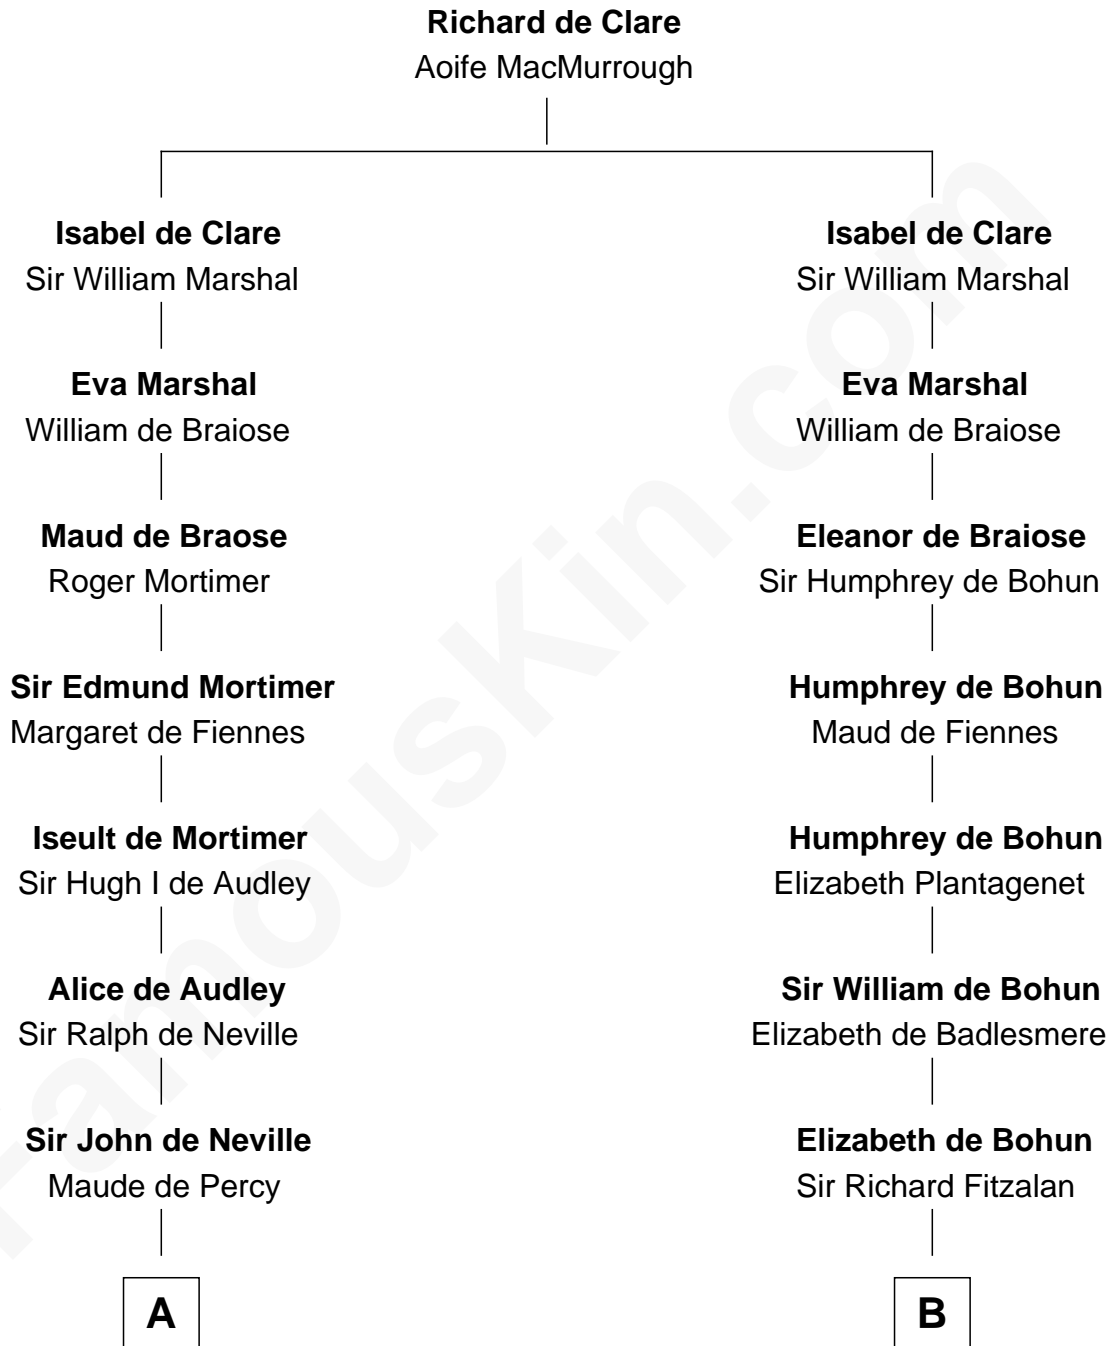 Richard de Clare
Aoife MacMurrough
Isabel de Clare
Sir William Marshal
Isabel de Clare
Sir William Marshal
Eva Marshal
William de Braiose
Eva Marshal
William de Braiose
Maud de Braose
Roger Mortimer
Eleanor de Braiose
Sir Humphrey de Bohun
Sir Edmund Mortimer
Margaret de Fiennes
Humphrey de Bohun
Maud de Fiennes
Iseult de Mortimer
Sir Hugh I de Audley
Humphrey de Bohun
Elizabeth Plantagenet
Alice de Audley
Sir Ralph de Neville
Sir William de Bohun
Elizabeth de Badlesmere
Sir John de Neville
Maude de Percy
Elizabeth de Bohun
Sir Richard Fitzalan
A
B
FamousKin.com